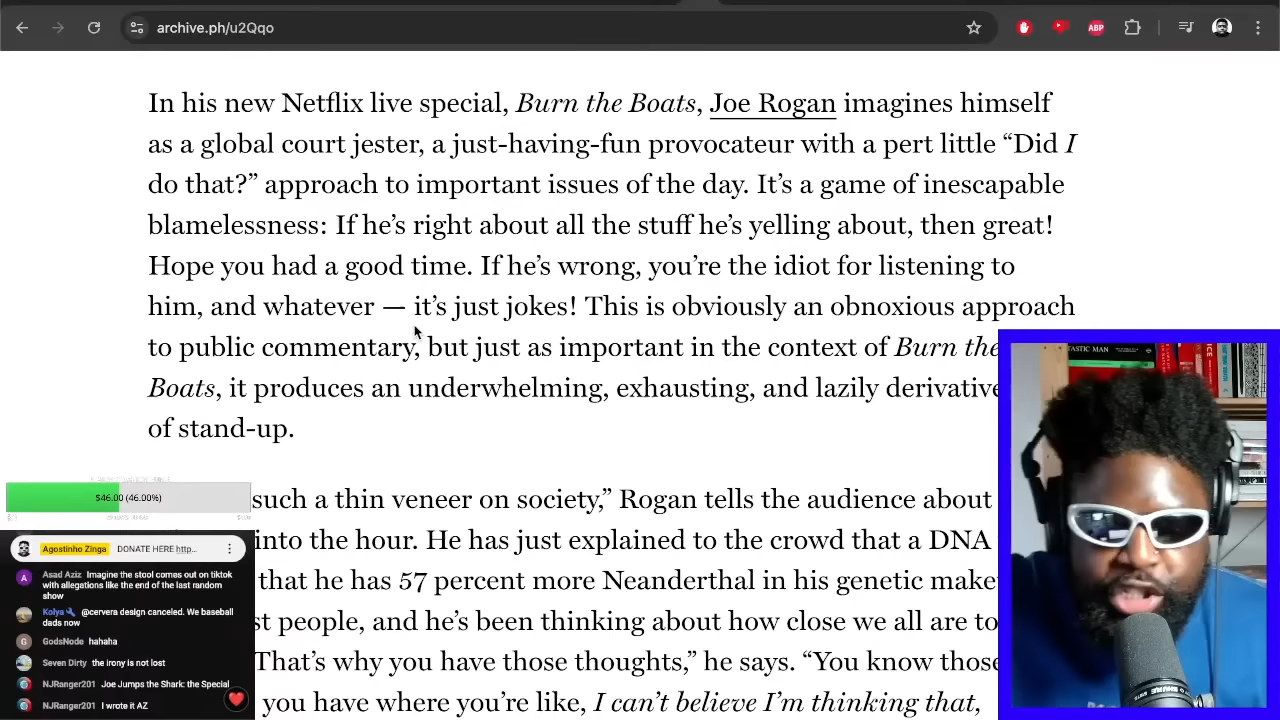 archive.ph/u2Qqo
ABP
In his new Netflix live special, Burn the Boats, Joe Rogan imagines himself
as a global court jester, a just-having-fun provocateur with a pert little “Did I
do that?” approach to important issues of the day. It’s a game of inescapable
blamelessness: If he’s right about all the stuff he’s yelling about, then great!
Hope you had a good time. If he’s wrong, you’re the idiot for listening to
him, and whatever — it’s just jokes! This is obviously an obnoxious approach
to public commentary, but just as important in the context of Burn the
Boats, it produces an underwhelming, exhausting, and lazily derivative
of stand-up.
such a thin veneer on society,” Rogan tells the audience about
into the hour. He has just explained to the crowd that a DNA
that he has 57 percent more Neanderthal in his genetic make
st people, and he’s been thinking about how close we all are to
That’s why you have those thoughts,” he says. “You know those
you have where you’re like, I can’t believe I’m thinking that,
$46.00 (46.00%)
Agostinho Zinga DONATE HERE http...
Asad Aziz Imagine the stool comes out on tiktok
with allegations like the end of the last random
show
Kolya @cervera design canceled. We baseball
dads now
GodsNode hahaha
Seven Dirty the irony is not lost
NJRanger201 Joe Jumps the Shark: the Special
NJRanger201 I wrote it AZ
TASTIC MAN